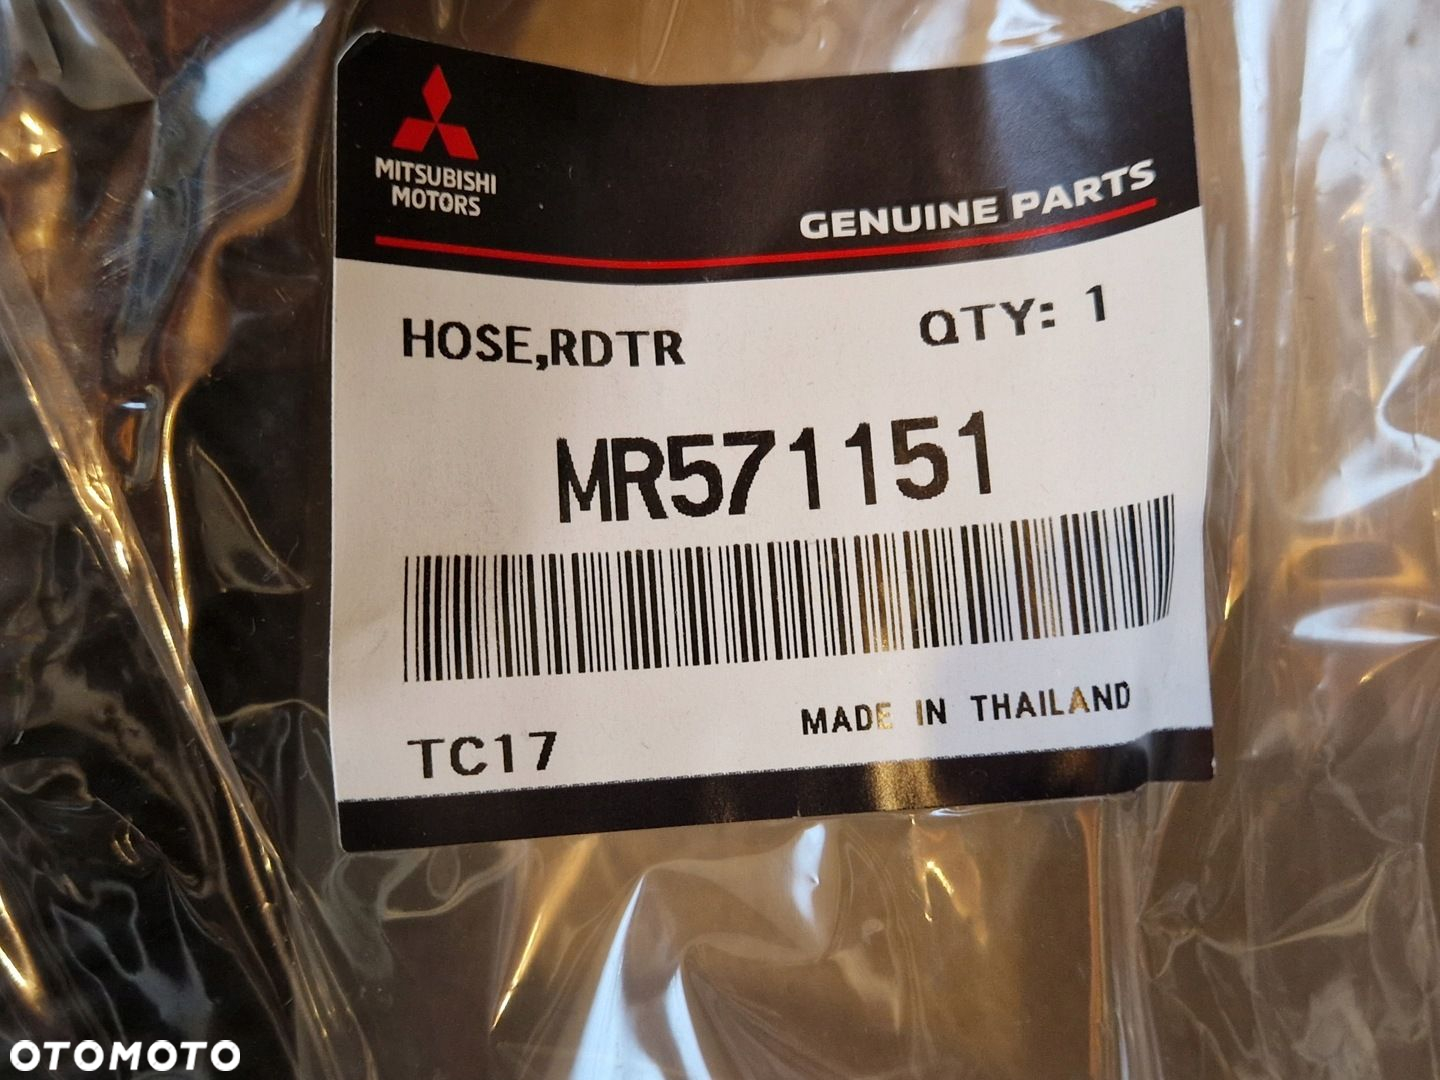 MITSUBISHI
MOTORS
GENUINE PARTS
HOSE,RDTR
QTY: 1
MR571151
TC17
MADE IN THAILAND
OTOMOTO